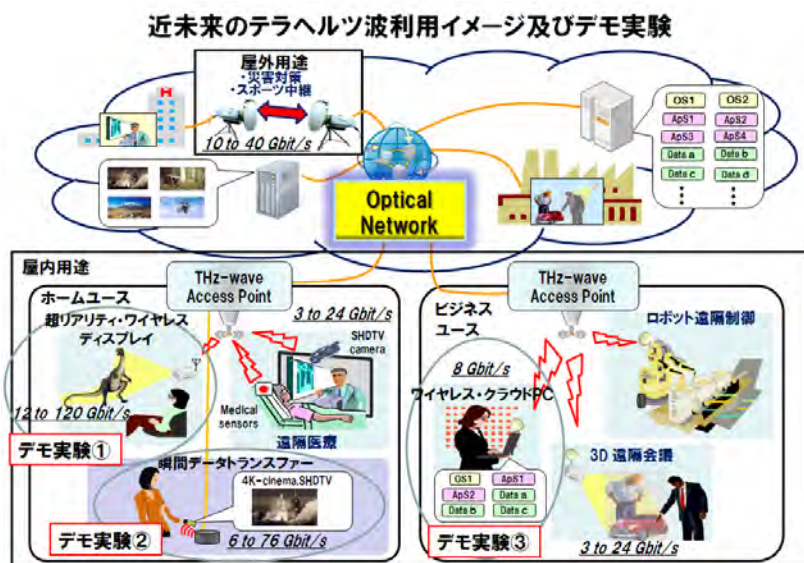 近未来のテラヘルツ波利用イメージ及びデモ実験
屋外用途
・災害対策
・スポーツ中継
10 to 40 Gbit/s
OS1
OS2
ApS1
ApS2
ApS3
ApS4
Data a
Data b
Data c
Data d
Optical
Network
屋内用途
THz-wave
Access Point
THz-wave
Access Point
ホームユース
超リアリティ・ワイヤレス
ディスプレイ
12 to 120 Gbit/s
デモ実験①
3 to 24 Gbit/s
SHDTV
camera
Medical
sensors
遠隔医療
瞬間データトランスファー
4K-cinema,SHDTV
6 to 76 Gbit/s
デモ実験②
ビジネス
ユース
8 Gbit/s
ワイヤレス・クラウドPC
OS1
ApS1
ApS2
Data a
Data b
Data c
デモ実験③
ロボット遠隔制御
3D 遠隔会議
3 to 24 Gbit/s